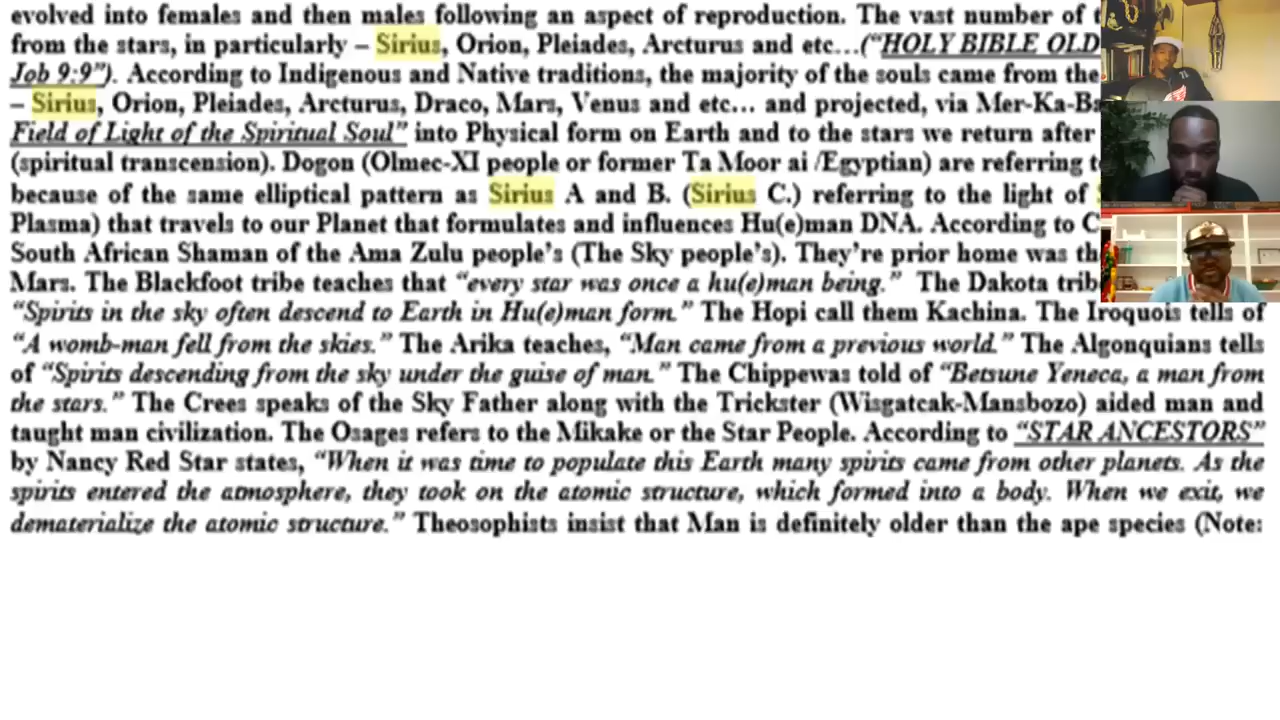 evolved into females and then males following an aspect of reproduction. The vast number of
from the stars, in particularly – Sirius, Orion, Pleiades, Arcturus and etc…(“HOLY BIBLE OLD
Job 9:9”). According to Indigenous and Native traditions, the majority of the souls came from the
– Sirius, Orion, Pleiades, Arcturus, Draco, Mars, Venus and etc… and projected, via Mer-Ka-Ba
Field of Light of the Spiritual Soul” into Physical form on Earth and to the stars we return after
(spiritual transcension). Dogon (Olmec-XI people or former Ta Moor ai /Egyptian) are referring
because of the same elliptical pattern as Sirius A and B. (Sirius C.) referring to the light of
Plasma) that travels to our Planet that formulates and influences Hu(e)man DNA. According to C
South African Shaman of the Ama Zulu people’s (The Sky people’s). They’re prior home was
Mars. The Blackfoot tribe teaches that “every star was once a hu(e)man being.” The Dakota
“Spirits in the sky often descend to Earth in Hu(e)man form.” The Hopi call them Kachina. The Iroquois tells of
“A womb-man fell from the skies.” The Arika teaches, “Man came from a previous world.” The Algonquians tells
of “Spirits descending from the sky under the guise of man.” The Chippewas told of “Betsune Yeneca, a man from
the stars.” The Crees speaks of the Sky Father along with the Trickster (Wisgatcak-Mansbozo) aided man and
taught man civilization. The Osages refers to the Mikake or the Star People. According to “STAR ANCESTORS”
by Nancy Red Star states, “When it was time to populate this Earth many spirits came from other planets. As the
spirits entered the atmosphere, they took on the atomic structure, which formed into a body. When we exit, we
dematerialize the atomic structure.” Theosophists insist that Man is definitely older than the ape species (Note: